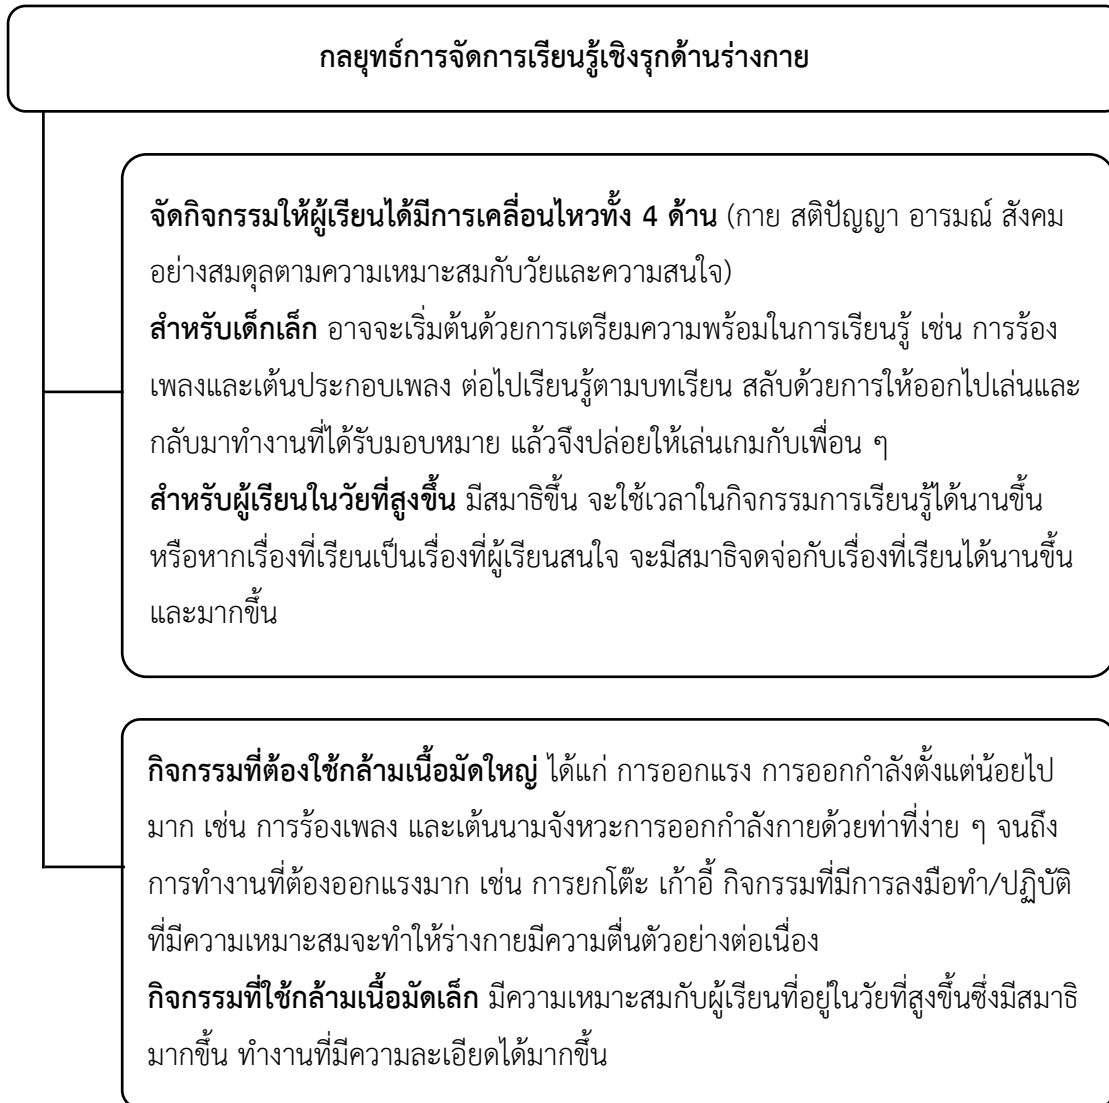 กลยุทธ์การจัดการเรียนรู้เชิงรุกด้านร่างกาย
จัดกิจกรรมให้ผู้เรียนได้มีการเคลื่อนไหวทั้ง 4 ด้าน (กาย สติปัญญา อารมณ์ สังคม
อย่างสมดุลตามความเหมาะสมกับวัยและความสนใจ)
สำหรับเด็กเล็ก อาจจะเริ่มต้นด้วยการเตรียมความพร้อมในการเรียนรู้ เช่น การร้อง
เพลงและเต้นประกอบเพลง ต่อไปเรียนรู้ตามบทเรียน สลับด้วยการให้ออกไปเล่นและ
กลับมาทำงานที่ได้รับมอบหมาย แล้วจึงปล่อยให้เล่นเกมกับเพื่อน ๆ
สำหรับผู้เรียนในวัยที่สูงขึ้น มีสมาธิขึ้น จะใช้เวลาในกิจกรรมการเรียนรู้ได้นานขึ้น
หรือหากเรื่องที่เรียนเป็นเรื่องที่ผู้เรียนสนใจ จะมีสมาธิจดจ่อกับเรื่องที่เรียนได้นานขึ้น
และมากขึ้น
กิจกรรมที่ต้องใช้กล้ามเนื้อมัดใหญ่ ได้แก่ การออกแรง การออกกำลังตั้งแต่น้อยไป
มาก เช่น การร้องเพลง และเต้นนามจังหวะการออกกำลังกายด้วยท่าที่ง่าย ๆ จนถึง
การทำงานที่ต้องออกแรงมาก เช่น การยกโต๊ะ เก้าอี้ กิจกรรมที่มีการลงมือทำ/ปฏิบัติ
ที่มีความเหมาะสมจะทำให้ร่างกายมีความตื่นตัวอย่างต่อเนื่อง
กิจกรรมที่ใช้กล้ามเนื้อมัดเล็ก มีความเหมาะสมกับผู้เรียนที่อยู่ในวัยที่สูงขึ้นซึ่งมีสมาธิ
มากขึ้น ทำงานที่มีความละเอียดได้มากขึ้น